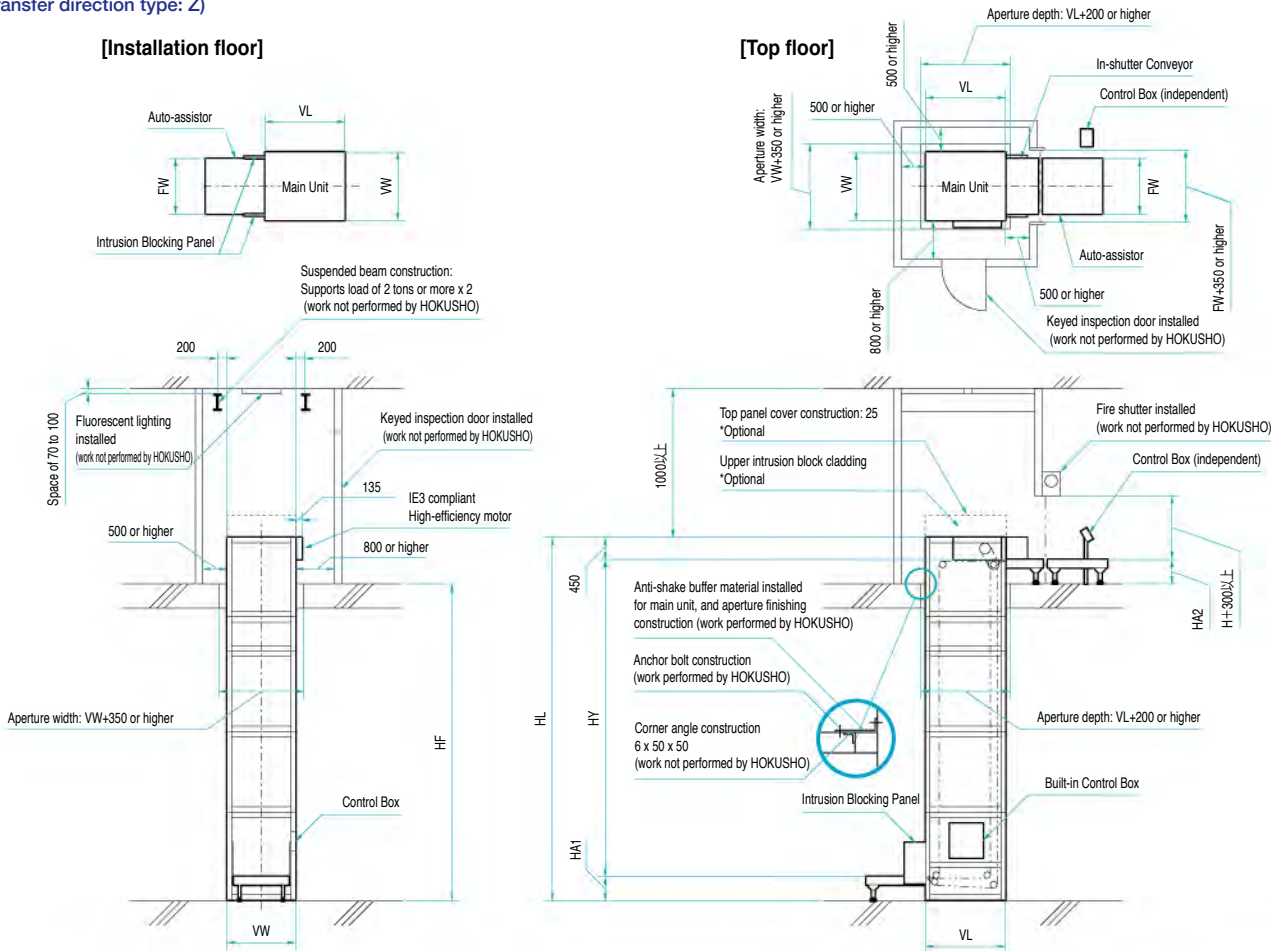 ransfer direction type: Z)
[Installation floor]
Auto-assistor
VL
FW
Main Unit
VW
Intrusion Blocking Panel
[Top floor]
Aperture depth: VL+200 or higher
500 or higher
VL
In-shutter Conveyor
Control Box (independent)
500 or higher
Aperture width:
VW+350 or higher
VW
Main Unit
FW
FW+350 or higher
Auto-assistor
500 or higher
800 or higher
Keyed inspection door installed
(work not performed by HOKUSHO)
Suspended beam construction:
Supports load of 2 tons or more x 2
(work not performed by HOKUSHO)
200
200
Space of 70 to 100
Fluorescent lighting
installed
(work not performed by HOKUSHO)
Keyed inspection door installed
(work not performed by HOKUSHO)
135
IE3 compliant
High-efficiency motor
500 or higher
800 or higher
Aperture width: VW+350 or higher
HF
Control Box
VW
1000以上
Top panel cover construction: 25
*Optional
Upper intrusion block cladding
*Optional
Fire shutter installed
(work not performed by HOKUSHO)
Control Box (independent)
450
HA2
H+300以上
Anti-shake buffer material installed
for main unit, and aperture finishing
construction (work performed by HOKUSHO)
Anchor bolt construction
(work performed by HOKUSHO)
Corner angle construction
6 x 50 x 50
(work not performed by HOKUSHO)
HL
HY
Aperture depth: VL+200 or higher
Intrusion Blocking Panel
Built-in Control Box
HA1
VL